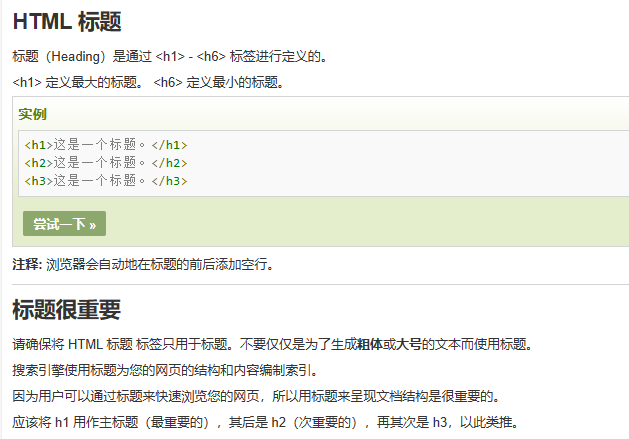 HTML 标题
标题（Heading）是通过 <h1> - <h6> 标签进行定义的。
<h1> 定义最大的标题。 <h6> 定义最小的标题。
实例
<h1>这是一个标题。</h1>
<h2>这是一个标题。</h2>
<h3>这是一个标题。</h3>
尝试一下 »
注释: 浏览器会自动地在标题的前后添加空行。
标题很重要
请确保将 HTML 标题 标签只用于标题。不要仅仅是为了生成粗体或大号的文本而使用标题。
搜索引擎使用标题为您的网页的结构和内容编制索引。
因为用户可以通过标题来快速浏览您的网页，所以用标题来呈现文档结构是很重要的。
应该将 h1 用作主标题（最重要的），其后是 h2（次重要的），再其次是 h3，以此类推。